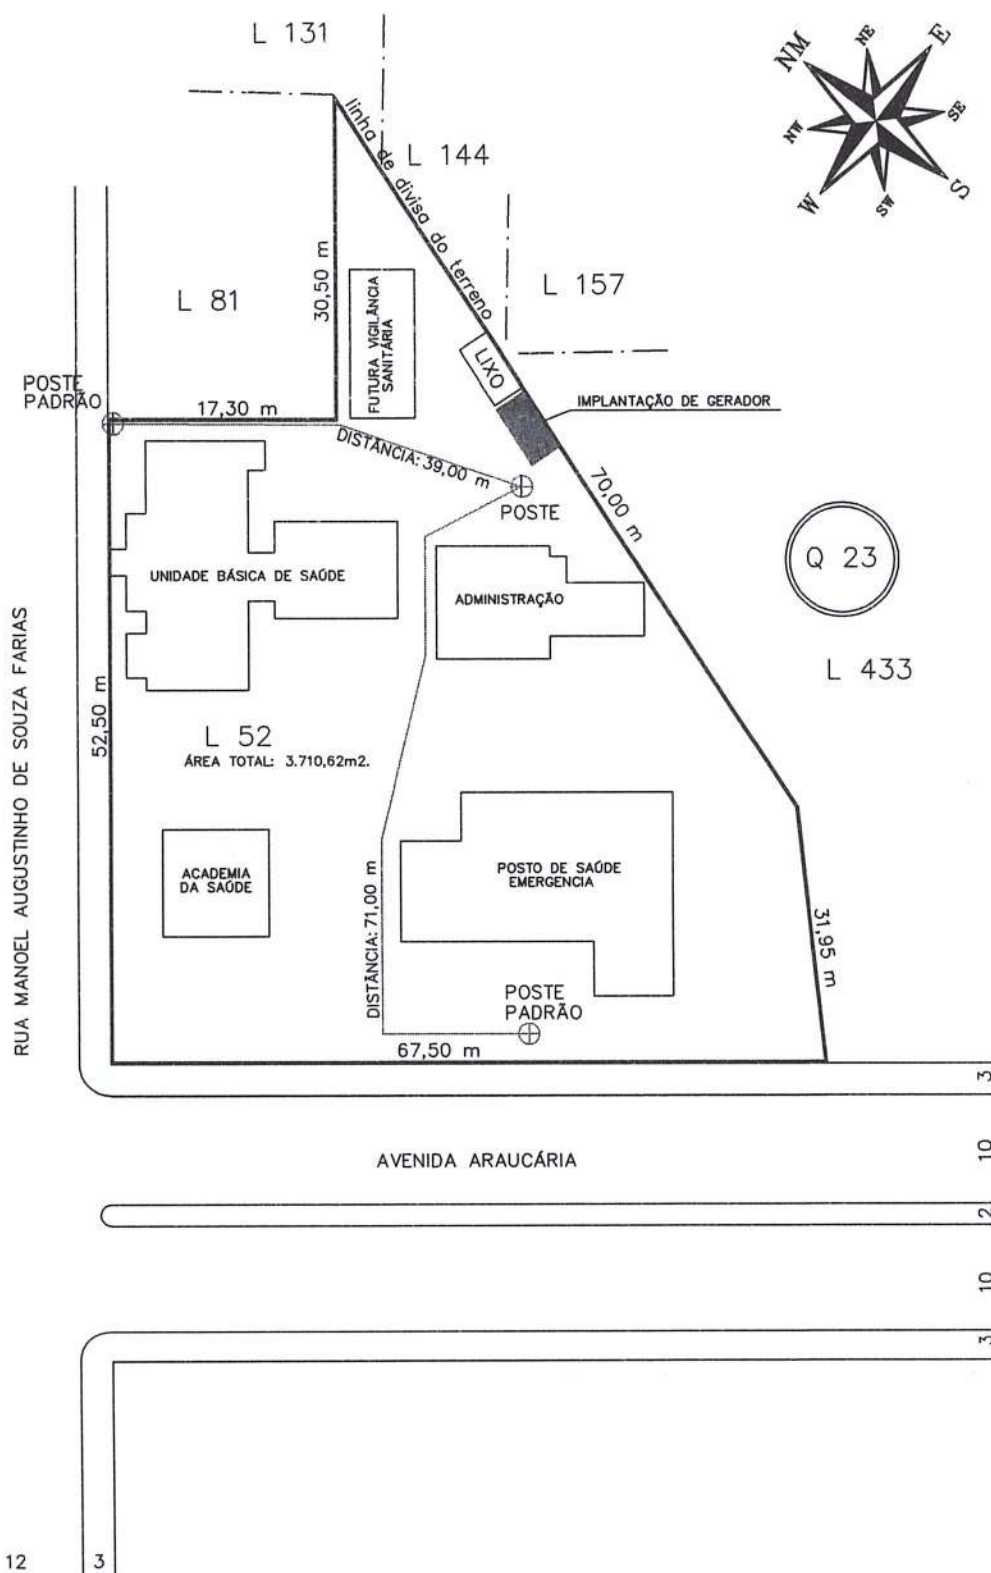 L 131
NM
NE
E
SE
S
SW
W
NW
linha de divisa do terreno
L 144
L 81
30,50 m
FUTURA VIGILÂNCIA
SANITÁRIA
L 157
LIXO
IMPLANTAÇÃO DE GERADOR
POSTE
PADRÃO
17,30 m
DISTÂNCIA: 39,00 m
70,00 m
POSTE
Q 23
UNIDADE BÁSICA DE SAÚDE
ADMINISTRAÇÃO
L 433
RUA MANOEL AUGUSTINHO DE SOUZA FARIAS
52,50 m
L 52
ÁREA TOTAL: 3.710,62m2.
ACADEMIA
DA SAÚDE
DISTÂNCIA: 71,00 m
POSTO DE SAÚDE
EMERGENCIA
31,95 m
POSTE
PADRÃO
67,50 m
3
AVENIDA ARAUCÁRIA
10
2
10
3
12
3